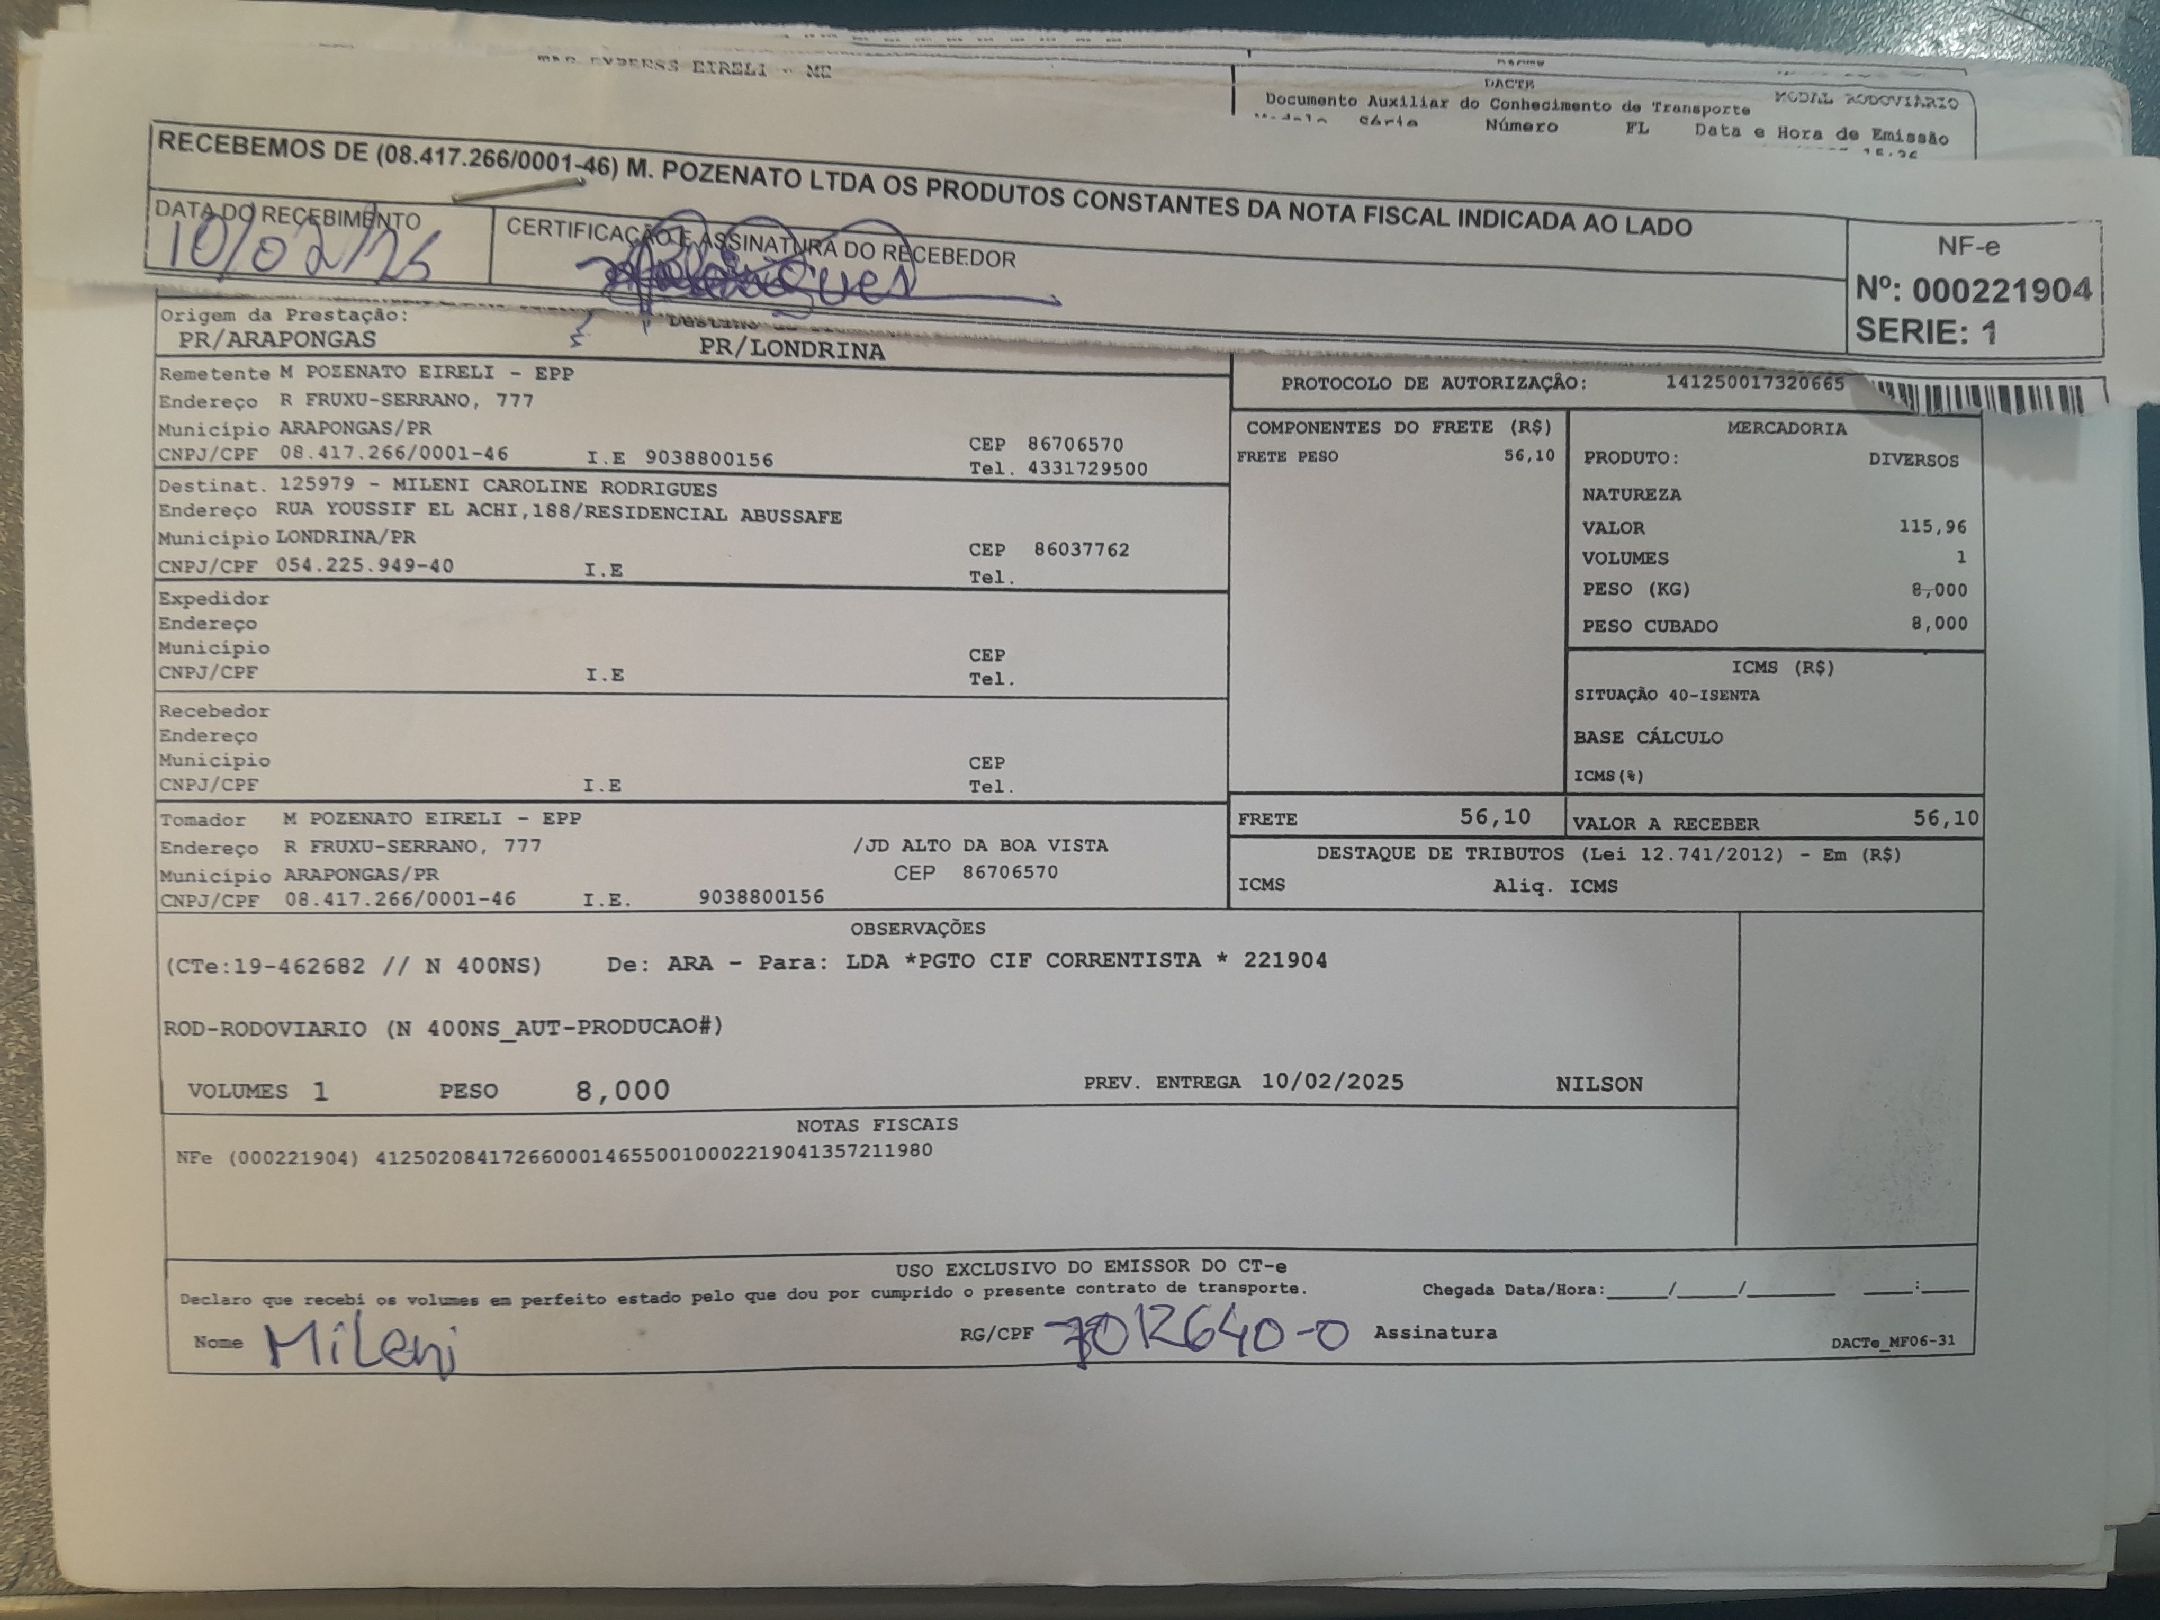 EIRELI - ME
DACTE
MODAL RODOVIÁRIO
Documento Auxiliar do Conhecimento de Transporte
Modelo Série Número FL Data e Hora de Emissão
RECEBEMOS DE (08.417.266/0001-46) M. POZENATO LTDA OS PRODUTOS CONSTANTES DA NOTA FISCAL INDICADA AO LADO
DATA DO RECEBIMENTO
10/02/25
CERTIFICAÇÃO E ASSINATURA DO RECEBEDOR
NF-e
Nº: 000221904
SERIE: 1
Origem da Prestação:
PR/ARAPONGAS
PR/LONDRINA
Remetente M POZENATO EIRELI - EPP
Endereço R FRUXU-SERRANO, 777
Município ARAPONGAS/PR CEP 86706570
CNPJ/CPF 08.417.266/0001-46 I.E 9038800156 Tel. 4331729500
Destinat. 125979 - MILENI CAROLINE RODRIGUES
Endereço RUA YOUSSIF EL ACHI,188/RESIDENCIAL ABUSSAFE
Município LONDRINA/PR CEP 86037762
CNPJ/CPF 054.225.949-40 I.E Tel.
Expedidor
Endereço
Município CEP
CNPJ/CPF I.E Tel.
Recebedor
Endereço
Município CEP
CNPJ/CPF I.E Tel.
Tomador M POZENATO EIRELI - EPP
Endereço R FRUXU-SERRANO, 777 /JD ALTO DA BOA VISTA
Município ARAPONGAS/PR CEP 86706570
CNPJ/CPF 08.417.266/0001-46 I.E. 9038800156
PROTOCOLO DE AUTORIZAÇÃO: 141250017320665
COMPONENTES DO FRETE (R$)
FRETE PESO 56,10
MERCADORIA
PRODUTO: DIVERSOS
NATUREZA
VALOR 115,96
VOLUMES 1
PESO (KG) 8,000
PESO CUBADO 8,000
ICMS (R$)
SITUAÇÃO 40-ISENTA
BASE CÁLCULO
ICMS(%)
FRETE 56,10 VALOR A RECEBER 56,10
DESTAQUE DE TRIBUTOS (Lei 12.741/2012) - Em (R$)
ICMS Aliq. ICMS
OBSERVAÇÕES
(CTe:19-462682 // N 400NS) De: ARA - Para: LDA *PGTO CIF CORRENTISTA * 221904
ROD-RODOVIARIO (N 400NS_AUT-PRODUCAO#)
VOLUMES 1 PESO 8,000 PREV. ENTREGA 10/02/2025 NILSON
NOTAS FISCAIS
NFe (000221904) 41250208417266000146550010002219041357211980
USO EXCLUSIVO DO EMISSOR DO CT-e
Declaro que recebi os volumes em perfeito estado pelo que dou por cumprido o presente contrato de transporte. Chegada Data/Hora:_____/_____/________ ____:____
Nome Mileni RG/CPF 7012640-0 Assinatura DACTe_MF06-31